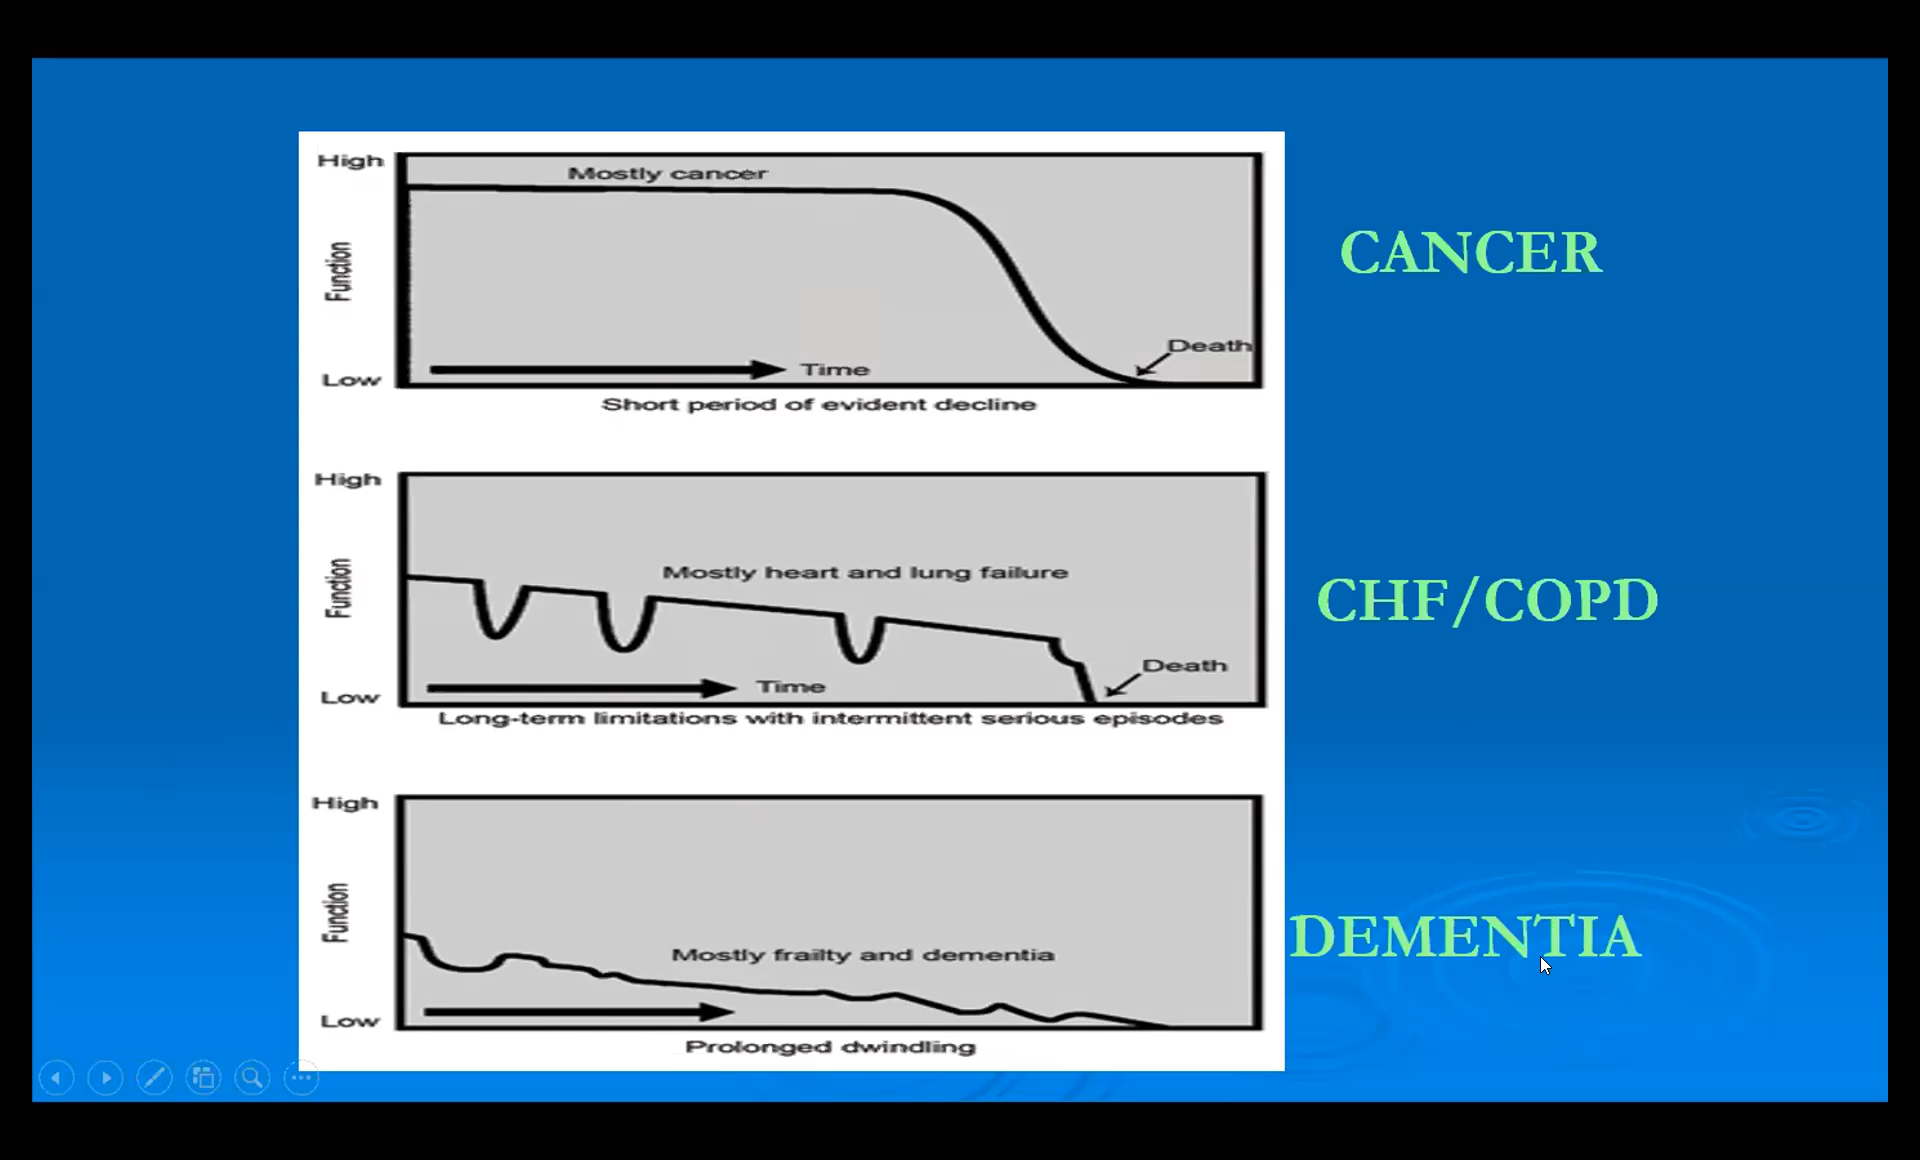 High
Mostly cancer
Function
Death
Time
Low
Short period of evident decline
CANCER
High
Mostly heart and lung failure
Function
Death
Time
Low
Long-term limitations with intermittent serious episodes
CHF/COPD
High
Function
Mostly frailty and dementia
Low
Prolonged dwindling
DEMENTIA